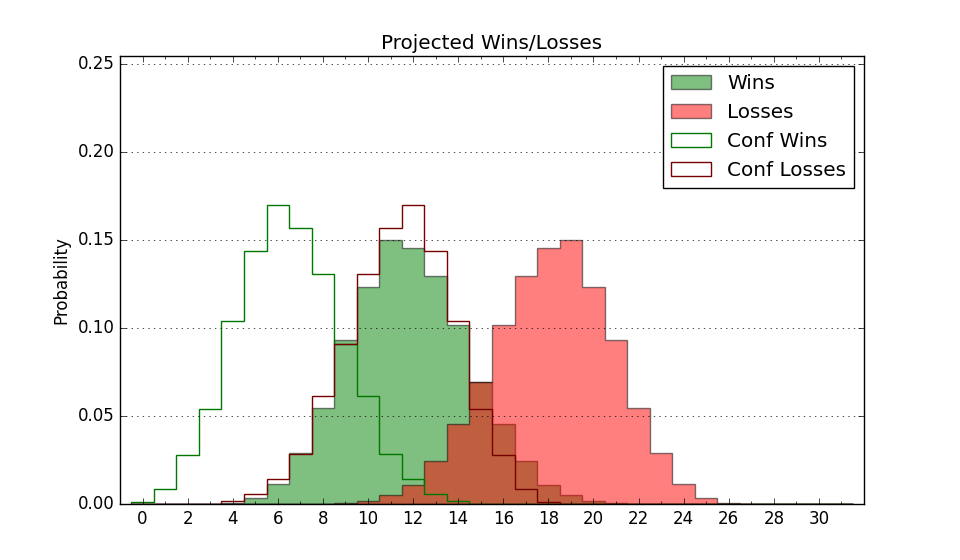 Projected Wins/Losses
0.25
0.20
0.15
0.10
0.05
0.00
Probability
Wins
Losses
Conf Wins
Conf Losses
0 2 4 6 8 10 12 14 16 18 20 22 24 26 28 30